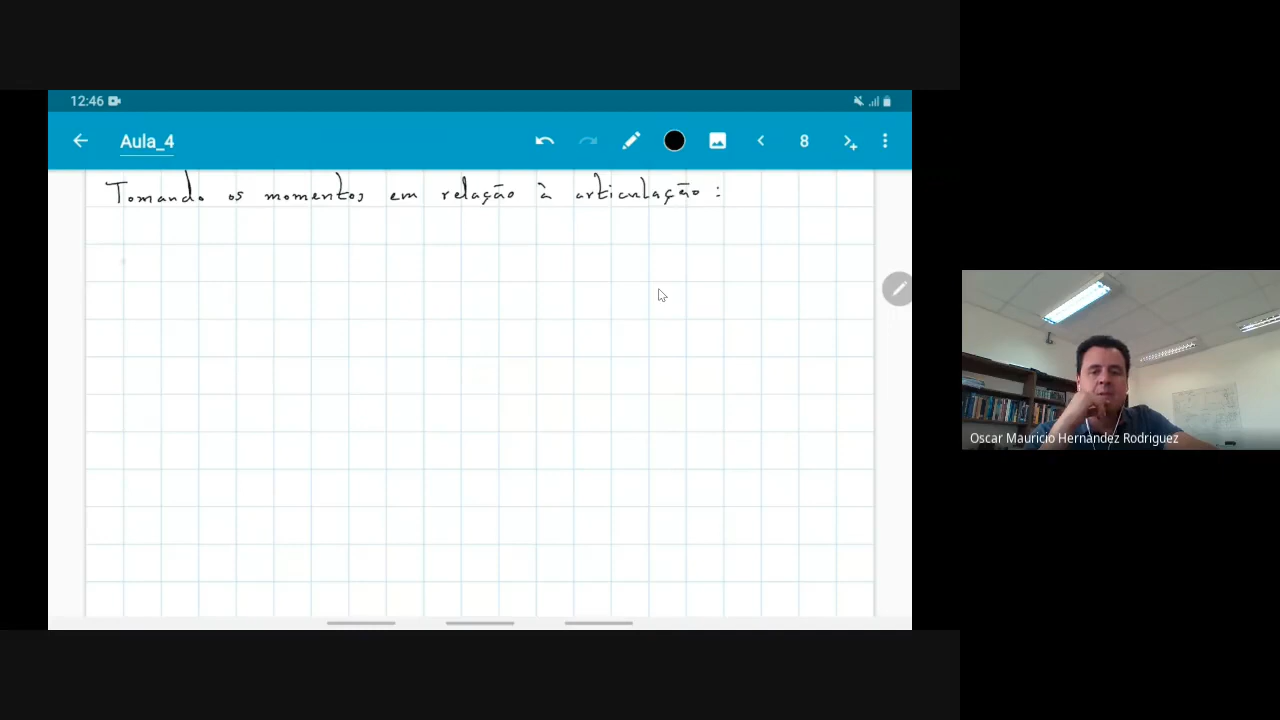 12:46
Aula_4
8
Tomando os momentos em relação à articulação :
Oscar Mauricio Hernandez Rodriguez